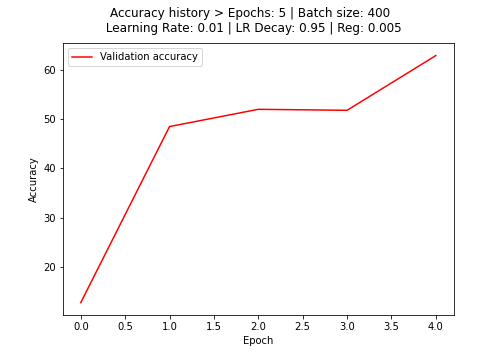 Accuracy history > Epochs: 5 | Batch size: 400
Learning Rate: 0.01 | LR Decay: 0.95 | Reg: 0.005
Validation accuracy
60
50
40
30
20
Accuracy
0.0 0.5 1.0 1.5 2.0 2.5 3.0 3.5 4.0
Epoch